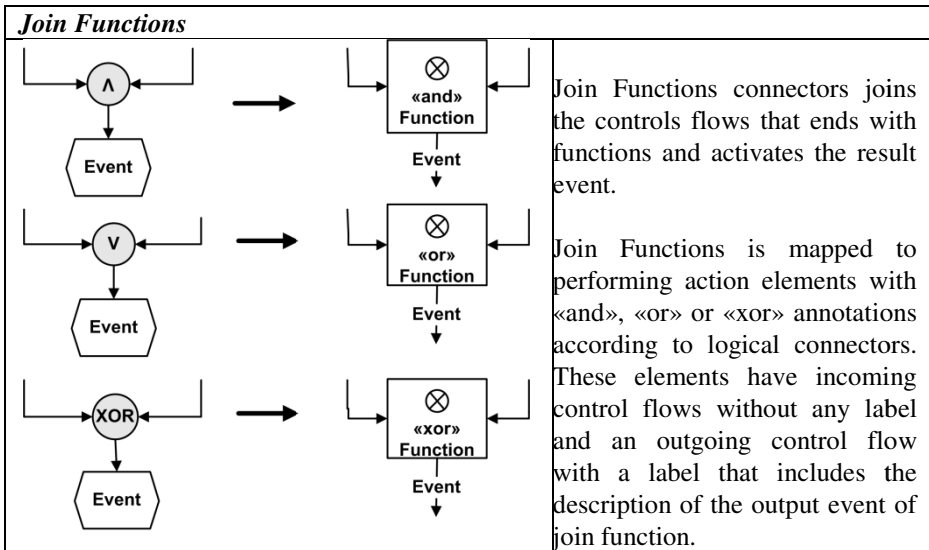 Join Functions
Λ
Event
⊗
«and»
Function
Event
V
Event
⊗
«or»
Function
Event
XOR
Event
⊗
«xor»
Function
Event
Join Functions connectors joins
the controls flows that ends with
functions and activates the result
event.
Join Functions is mapped to
performing action elements with
«and», «or» or «xor» annotations
according to logical connectors.
These elements have incoming
control flows without any label
and an outgoing control flow
with a label that includes the
description of the output event of
join function.